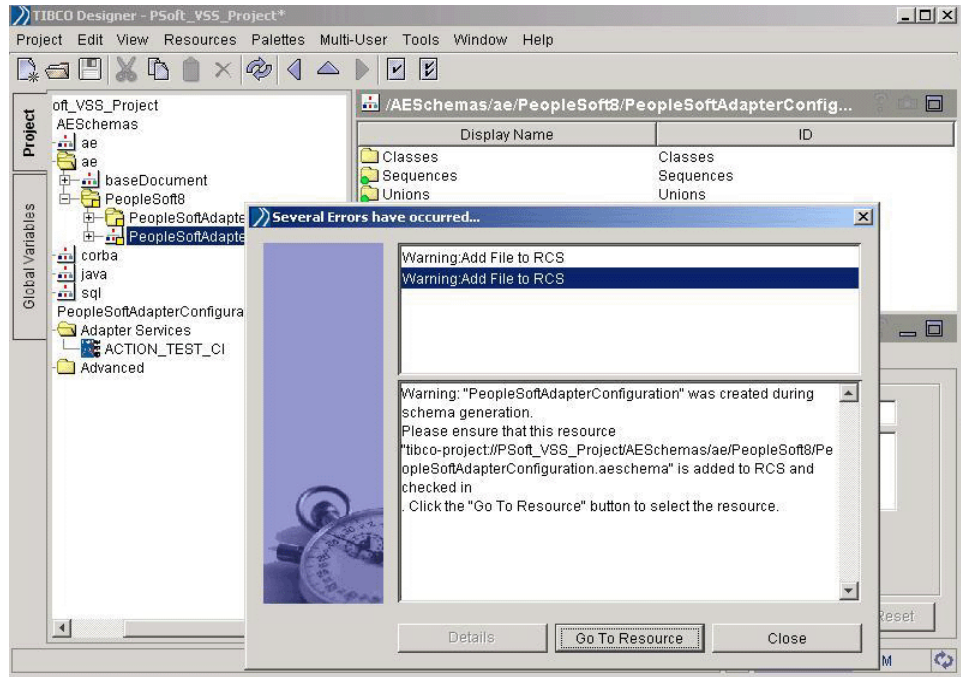 TIBCO Designer - PSoft_VSS_Project*
Project Edit View Resources Palettes Multi-User Tools Window Help
Project
Global Variables
oft_VSS_Project
AESchemas
ae
ae
baseDocument
PeopleSoft8
PeopleSoftAdapte
PeopleSoftAdapte
corba
java
sql
PeopleSoftAdapterConfigura
Adapter Services
ACTION_TEST_CI
Advanced
/AESchemas/ae/PeopleSoft8/PeopleSoftAdapterConfig...
Display Name ID
Classes Classes
Sequences Sequences
Unions Unions
Several Errors have occurred...
Warning:Add File to RCS
Warning:Add File to RCS
Warning: "PeopleSoftAdapterConfiguration" was created during
schema generation.
Please ensure that this resource
"tibco-project://PSoft_VSS_Project/AESchemas/ae/PeopleSoft8/Pe
opleSoftAdapterConfiguration.aeschema" is added to RCS and
checked in
. Click the "Go To Resource" button to select the resource.
Details Go To Resource Close
Reset
M